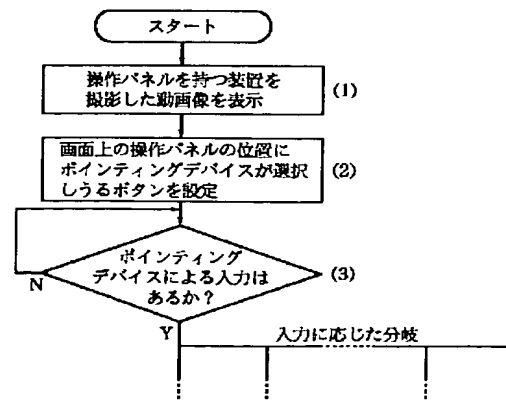 スタート
操作パネルを持つ装置を
撮影した動画像を表示
(1)
画面上の操作パネルの位置に
ポインティングデバイスが選択
しうるボタンを設定
(2)
ポインティング
デバイスによる入力は
あるか?
(3)
N
Y
入力に応じた分岐